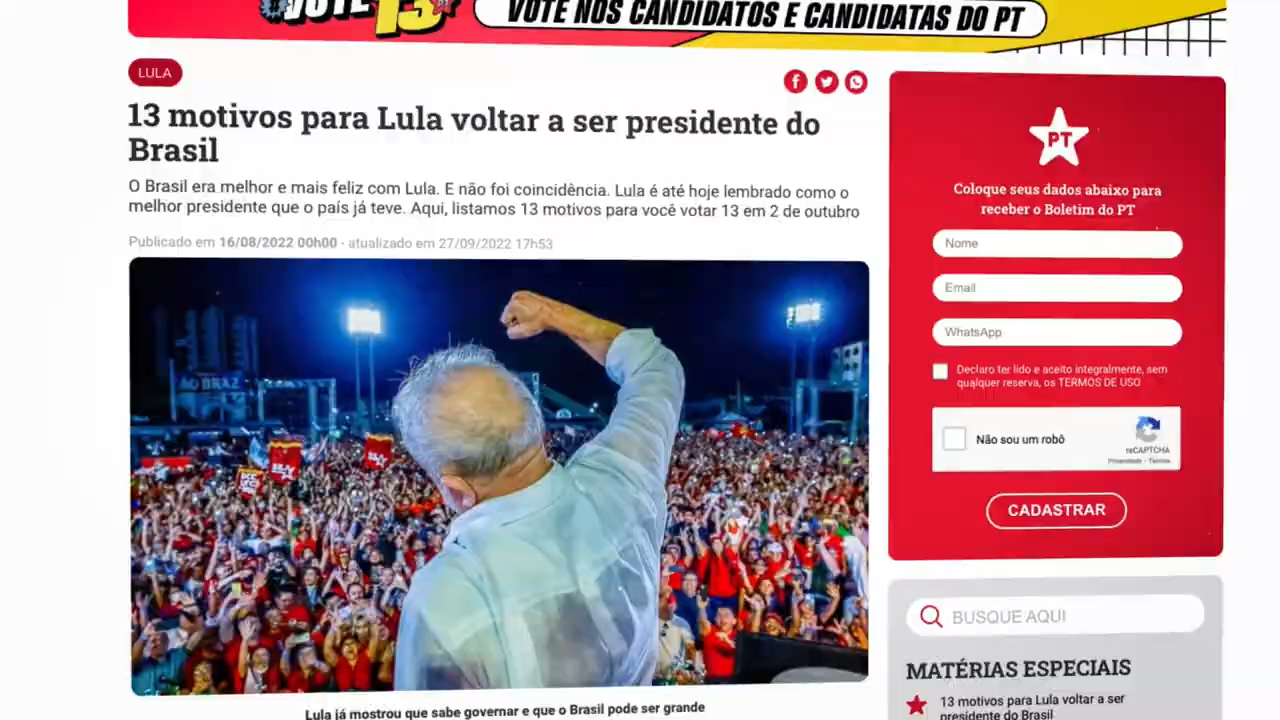 #VOTE 13
VOTE NOS CANDIDATOS E CANDIDATAS DO PT
LULA
13 motivos para Lula voltar a ser presidente do
Brasil
O Brasil era melhor e mais feliz com Lula. E não foi coincidência. Lula é até hoje lembrado como o
melhor presidente que o país já teve. Aqui, listamos 13 motivos para você votar 13 em 2 de outubro
Publicado em 16/08/2022 00h00 - atualizado em 27/09/2022 17h53
Lula já mostrou que sabe governar e que o Brasil pode ser grande
PT
Coloque seus dados abaixo para
receber o Boletim do PT
Nome
Email
WhatsApp
Declaro ter lido e aceito integralmente, sem
qualquer reserva, os TERMOS DE USO
Não sou um robô
reCAPTCHA
Privacidade - Termos
CADASTRAR
BUSQUE AQUI
MATÉRIAS ESPECIAIS
13 motivos para Lula voltar a ser
presidente do Brasil